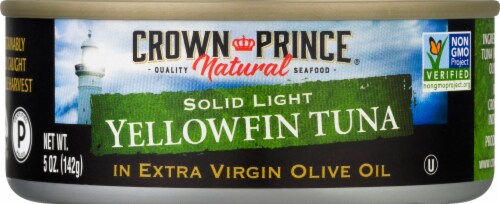 CROWN PRINCE®
QUALITY Natural SEAFOOD
SOLID LIGHT
YELLOWFIN TUNA
IN EXTRA VIRGIN OLIVE OIL
NET WT.
5 OZ. (142g)
P
NON
GMO
Project
VERIFIED
nongmoproject.org
U
HARVEST